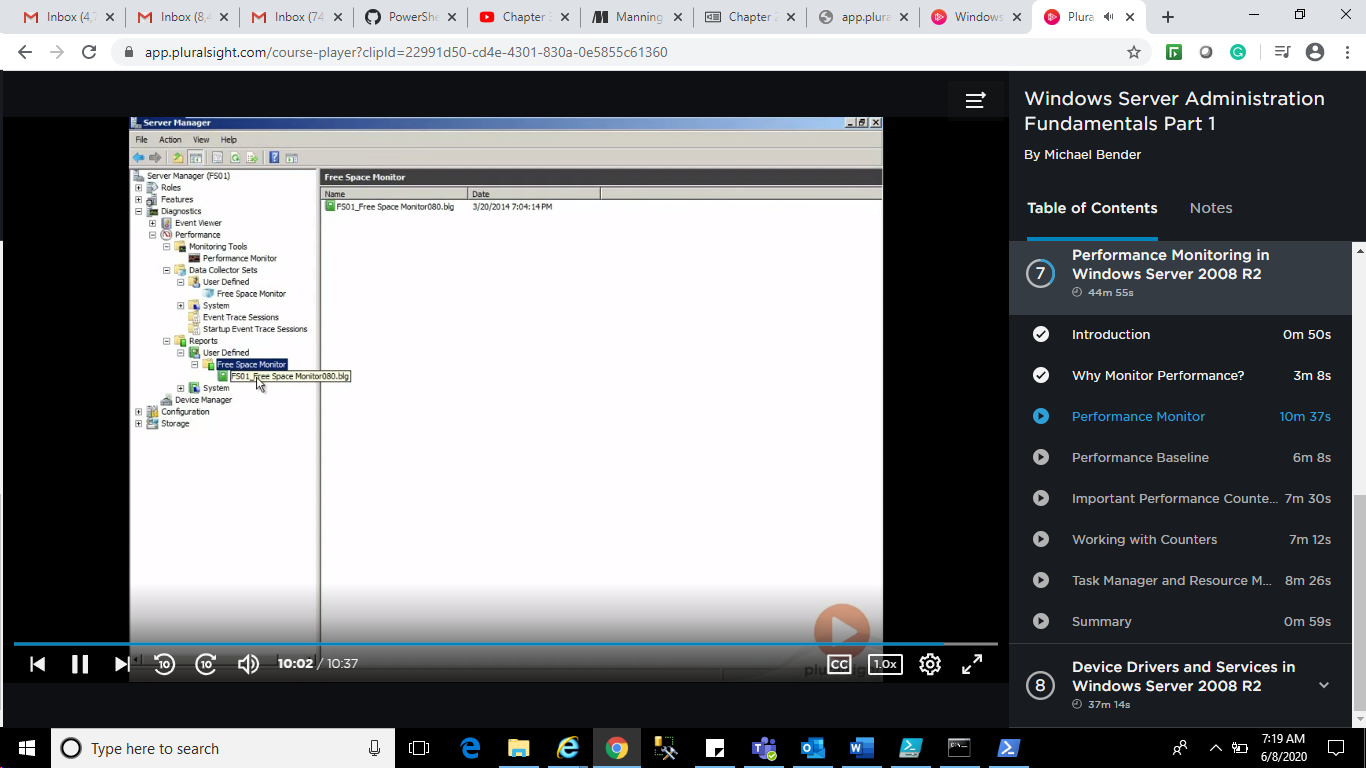 Inbox (4,7
Inbox (8,4
Inbox (74
PowerShe
Chapter
Manning
Chapter
app.plura
Windows
Plura
app.pluralsight.com/course-player?clipId=22991d50-cd4e-4301-830a-0e5855c61360
Server Manager
File Action View Help
Server Manager (FS01)
Roles
Features
Diagnostics
Event Viewer
Performance
Monitoring Tools
Performance Monitor
Data Collector Sets
User Defined
Free Space Monitor
System
Event Trace Sessions
Startup Event Trace Sessions
Reports
User Defined
Free Space Monitor
FS01_Free Space Monitor080.blg
System
Device Manager
Configuration
Storage
Free Space Monitor
Name Date
FS01_Free Space Monitor080.blg 3/20/2014 7:04:14 PM
10
10
10:02 / 10:37
CC
1.0x
Windows Server Administration
Fundamentals Part 1
By Michael Bender
Table of Contents Notes
7
Performance Monitoring in
Windows Server 2008 R2
44m 55s
Introduction 0m 50s
Why Monitor Performance? 3m 8s
Performance Monitor 10m 37s
Performance Baseline 6m 8s
Important Performance Counte... 7m 30s
Working with Counters 7m 12s
Task Manager and Resource M... 8m 26s
Summary 0m 59s
8
Device Drivers and Services in
Windows Server 2008 R2
37m 14s
Type here to search
7:19 AM
6/8/2020